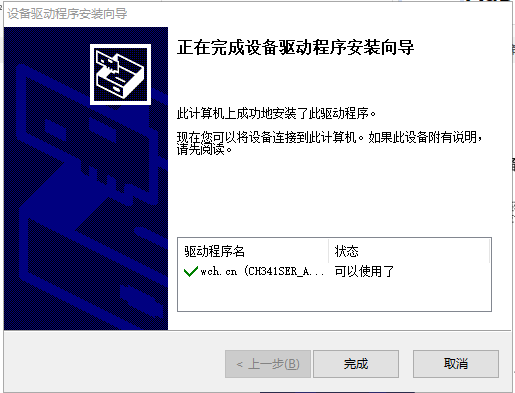 设备驱动程序安装向导
正在完成设备驱动程序安装向导
此计算机上成功地安装了此驱动程序。
现在您可以将设备连接到此计算机。如果此设备附有说明，
请先阅读。
驱动程序名 状态
wch.cn (CH341SER_A... 可以使用了
< 上一步(B) 完成 取消